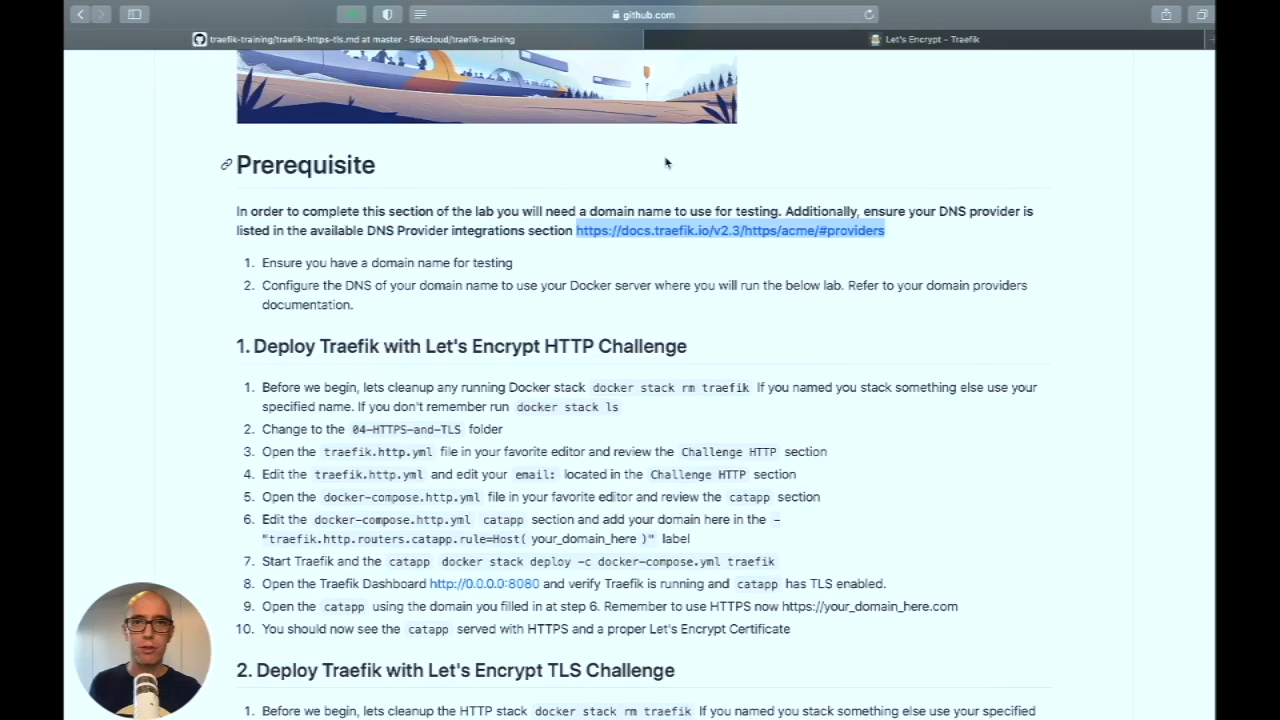 github.com
traefik-training/traefik-https-tls.md at master · 56kcloud/traefik-training
Let's Encrypt - Traefik
Prerequisite
In order to complete this section of the lab you will need a domain name to use for testing. Additionally, ensure your DNS provider is
listed in the available DNS Provider integrations section https://docs.traefik.io/v2.3/https/acme/#providers
1. Ensure you have a domain name for testing
2. Configure the DNS of your domain name to use your Docker server where you will run the below lab. Refer to your domain providers
documentation.
1. Deploy Traefik with Let's Encrypt HTTP Challenge
1. Before we begin, lets cleanup any running Docker stack docker stack rm traefik If you named you stack something else use your
specified name. If you don't remember run docker stack ls
2. Change to the 04-HTTPS-and-TLS folder
3. Open the traefik.http.yml file in your favorite editor and review the Challenge HTTP section
4. Edit the traefik.http.yml and edit your email: located in the Challenge HTTP section
5. Open the docker-compose.http.yml file in your favorite editor and review the catapp section
6. Edit the docker-compose.http.yml catapp section and add your domain here in the -
"traefik.http.routers.catapp.rule=Host( your_domain_here )" label
7. Start Traefik and the catapp docker stack deploy -c docker-compose.yml traefik
8. Open the Traefik Dashboard http://0.0.0.0:8080 and verify Traefik is running and catapp has TLS enabled.
9. Open the catapp using the domain you filled in at step 6. Remember to use HTTPS now https://your_domain_here.com
10. You should now see the catapp served with HTTPS and a proper Let's Encrypt Certificate
2. Deploy Traefik with Let's Encrypt TLS Challenge
1. Before we begin, lets cleanup the HTTP stack docker stack rm traefik If you named you stack something else use your specified